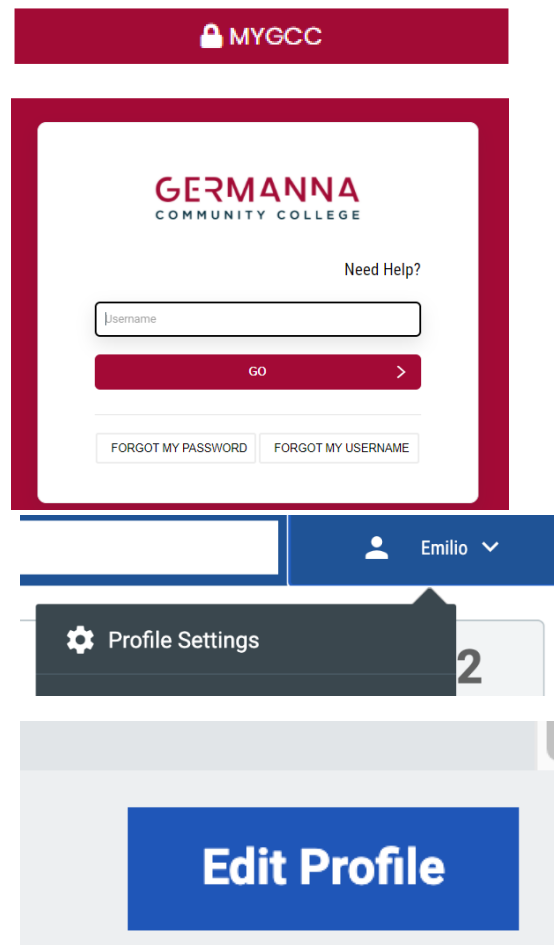 MYGCC
GERMANNA
COMMUNITY COLLEGE
Need Help?
Username
GO
FORGOT MY PASSWORD FORGOT MY USERNAME
Emilio
Profile Settings
2
Edit Profile